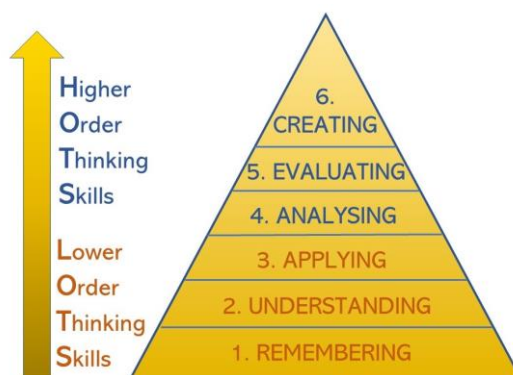 Higher
Order
Thinking
Skills
Lower
Order
Thinking
Skills
6.
CREATING
5. EVALUATING
4. ANALYSING
3. APPLYING
2. UNDERSTANDING
1. REMEMBERING